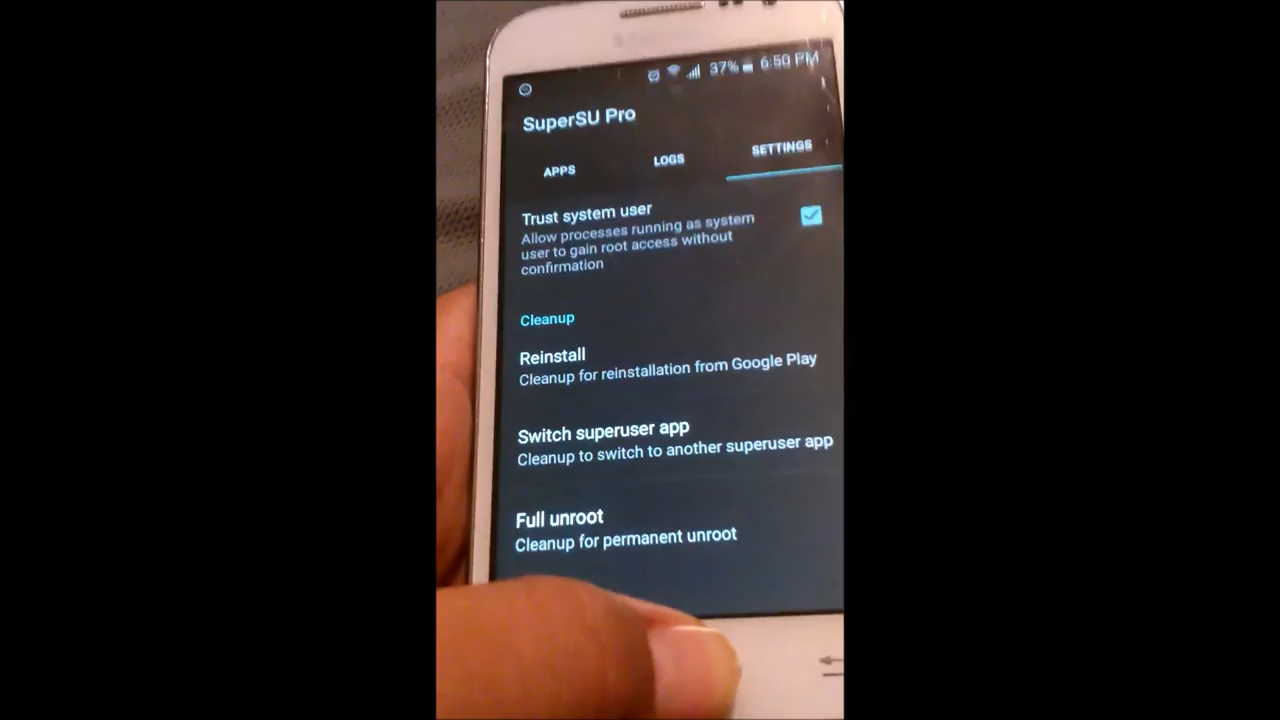 37% 6:50 PM
SuperSU Pro
APPS LOGS SETTINGS
Trust system user
Allow processes running as system
user to gain root access without
confirmation
Cleanup
Reinstall
Cleanup for reinstallation from Google Play
Switch superuser app
Cleanup to switch to another superuser app
Full unroot
Cleanup for permanent unroot